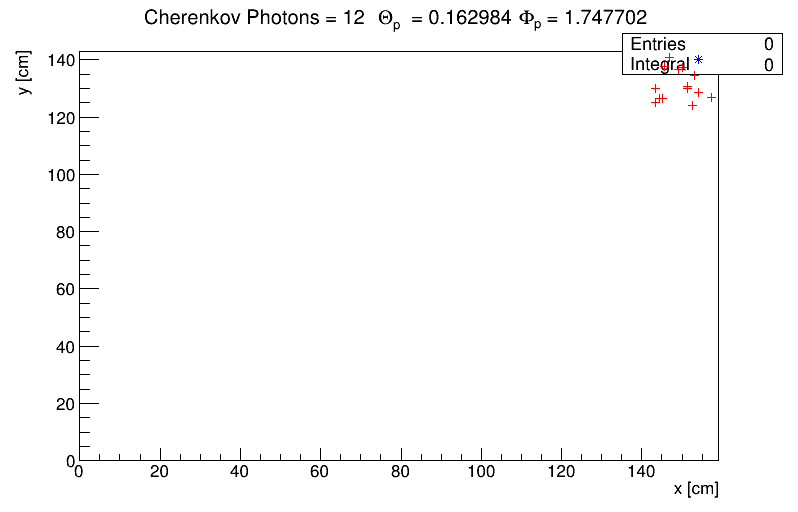 Cherenkov Photons = 12 Θp = 0.162984 Φp = 1.747702
Entries 0
Integral 0
y [cm]
140
120
100
80
60
40
20
0
0 20 40 60 80 100 120 140
x [cm]